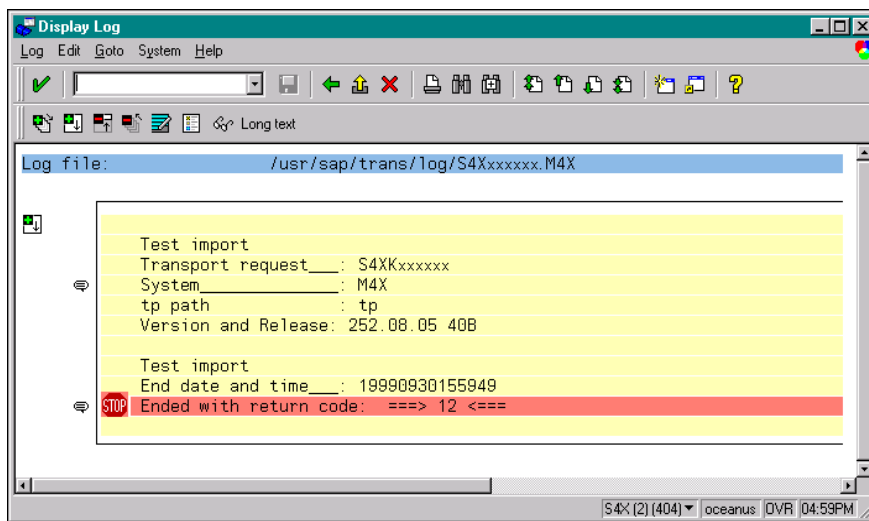 Display Log
Log Edit Goto System Help
Long text
Log file: /usr/sap/trans/log/S4Xxxxxxx.M4X
Test import
Transport request___: S4XKxxxxxx
System______________: M4X
tp path : tp
Version and Release: 252.08.05 40B
Test import
End date and time___: 19990930155949
STOP Ended with return code: ===> 12 <===
S4X (2) (404) oceanus OVR 04:59PM